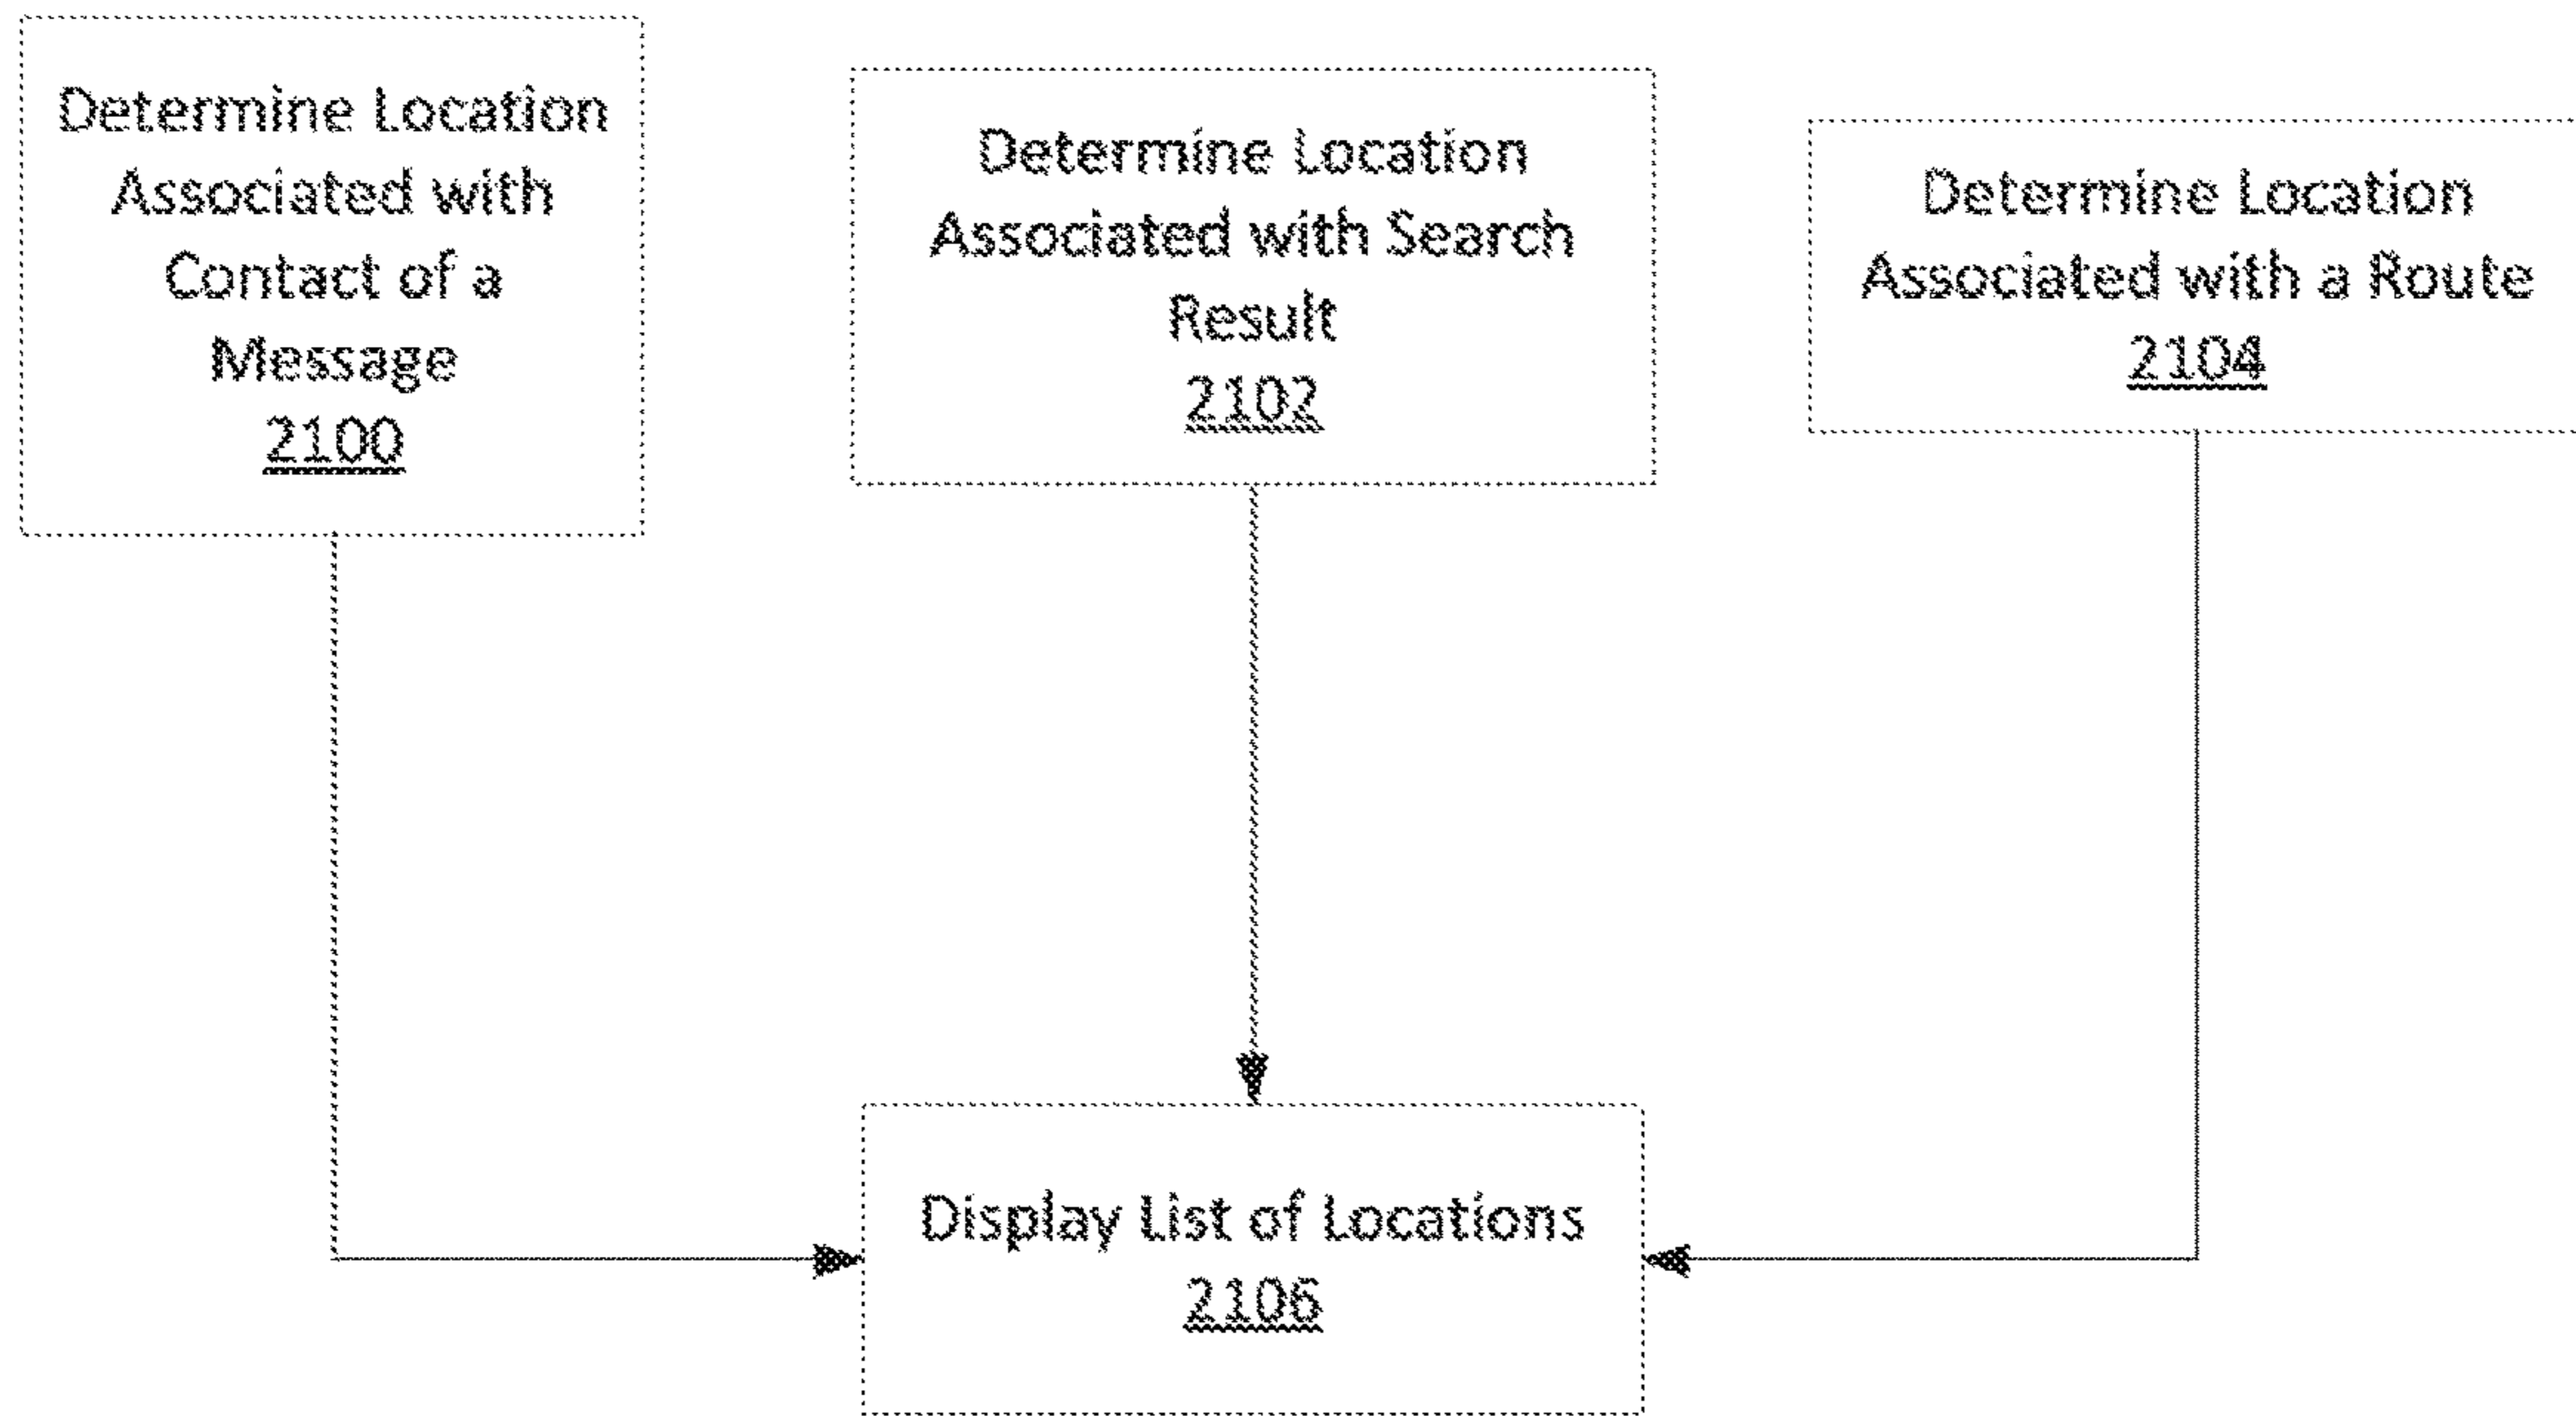 Determine Location
Associated with
Contact of a
Message
2100
Determine Location
Associated with Search
Result
2102
Determine Location
Associated with a Route
2104
Display List of Locations
2106